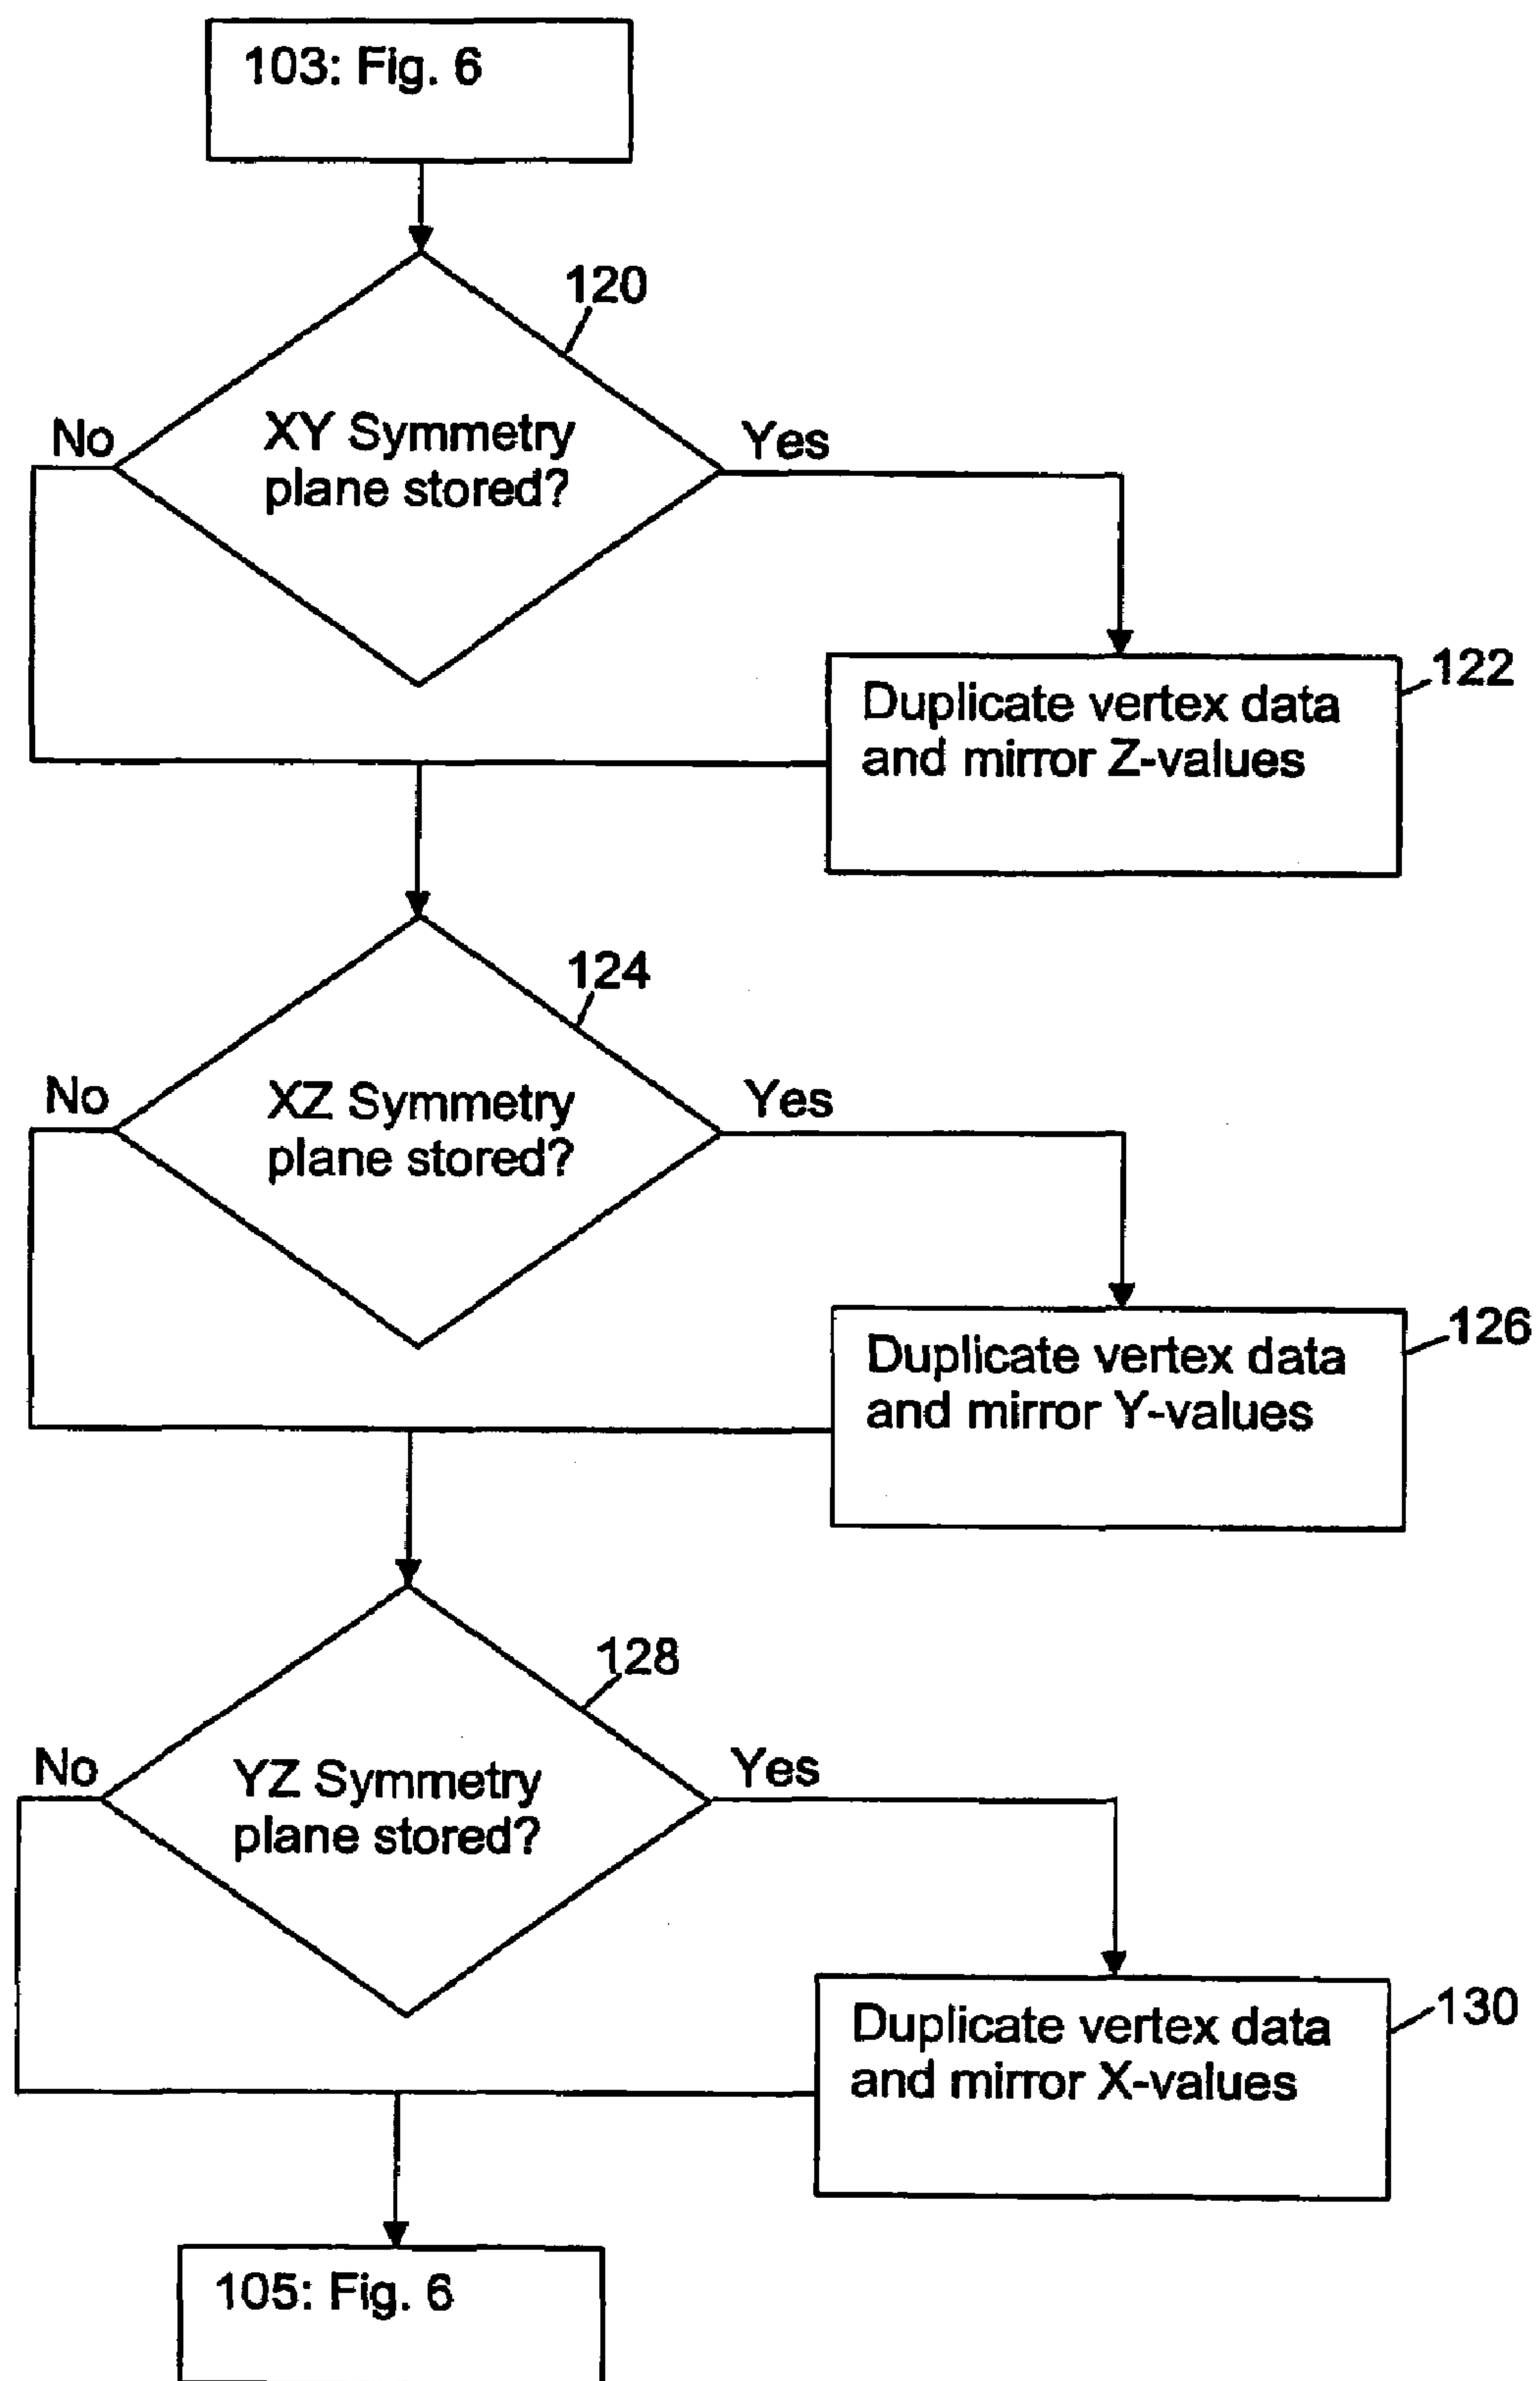 103: Fig. 6
120
No
XY Symmetry
plane stored?
Yes
122
Duplicate vertex data
and mirror Z-values
124
No
XZ Symmetry
plane stored?
Yes
126
Duplicate vertex data
and mirror Y-values
128
No
YZ Symmetry
plane stored?
Yes
130
Duplicate vertex data
and mirror X-values
105: Fig. 6